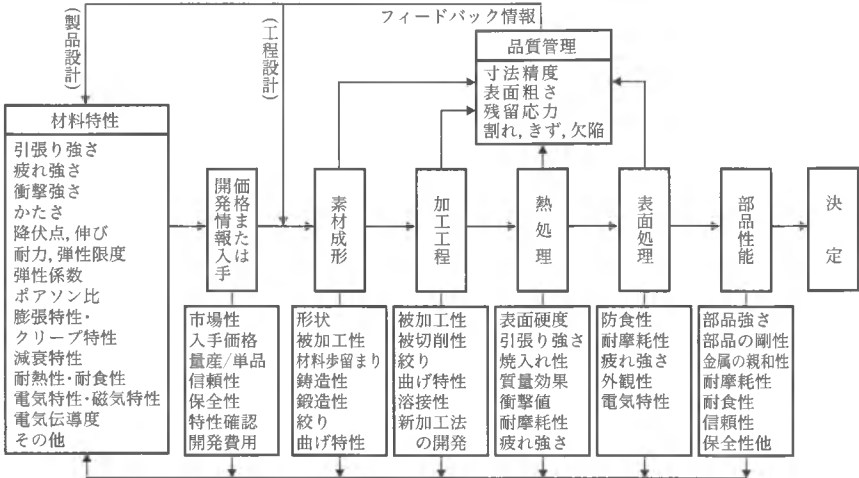 フィードバック情報
(製品設計)
(工程設計)
品質管理
寸法精度
表面粗さ
残留応力
割れ,きず,欠陥
材料特性
引張り強さ
疲れ強さ
衝撃強さ
かたさ
降伏点,伸び
耐力,弾性限度
弾性係数
ポアソン比
膨張特性・
クリープ特性
減衰特性
耐熱性・耐食性
電気特性・磁気特性
電気伝導度
その他
価格または
開発情報入手
素材成形
加工工程
熱処理
表面処理
部品性能
決定
市場性
入手価格
量産/単品
信頼性
保全性
特性確認
開発費用
形状
被加工性
材料歩留まり
鋳造性
鍛造性
絞り
曲げ特性
被加工性
被切削性
絞り
曲げ特性
溶接性
新加工法
の開発
表面硬度
引張り強さ
焼入れ性
質量効果
衝撃値
耐摩耗性
疲れ強さ
防食性
耐摩耗性
疲れ強さ
外観性
電気特性
部品強さ
部品の剛性
金属の親和性
耐摩耗性
耐食性
信頼性
保全性他